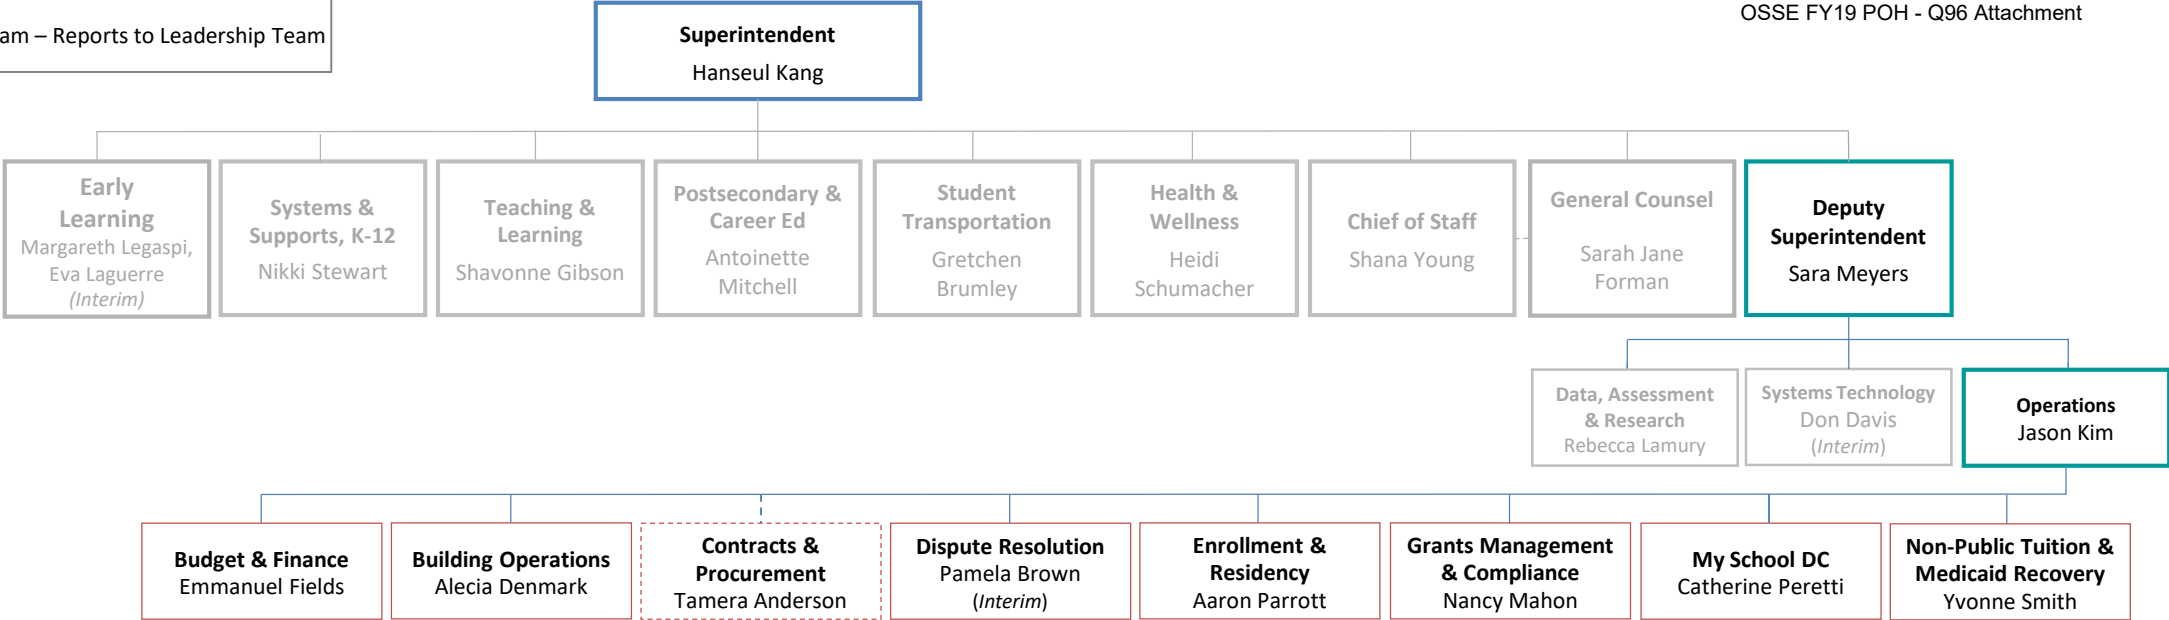 OSSE FY19 POH - Q96 Attachment
– Reports to Leadership Team
Superintendent
Hanseul Kang
Early
Learning
Margareth Legaspi,
Eva Laguerre
(Interim)
Systems &
Supports, K-12
Nikki Stewart
Teaching &
Learning
Shavonne Gibson
Postsecondary &
Career Ed
Antoinette
Mitchell
Student
Transportation
Gretchen
Brumley
Health &
Wellness
Heidi
Schumacher
Chief of Staff
Shana Young
General Counsel
Sarah Jane
Forman
Deputy
Superintendent
Sara Meyers
Data, Assessment
& Research
Rebecca Lamury
Systems Technology
Don Davis
(Interim)
Operations
Jason Kim
Budget & Finance
Emmanuel Fields
Building Operations
Alecia Denmark
Contracts &
Procurement
Tamera Anderson
Dispute Resolution
Pamela Brown
(Interim)
Enrollment &
Residency
Aaron Parrott
Grants Management
& Compliance
Nancy Mahon
My School DC
Catherine Peretti
Non-Public Tuition &
Medicaid Recovery
Yvonne Smith